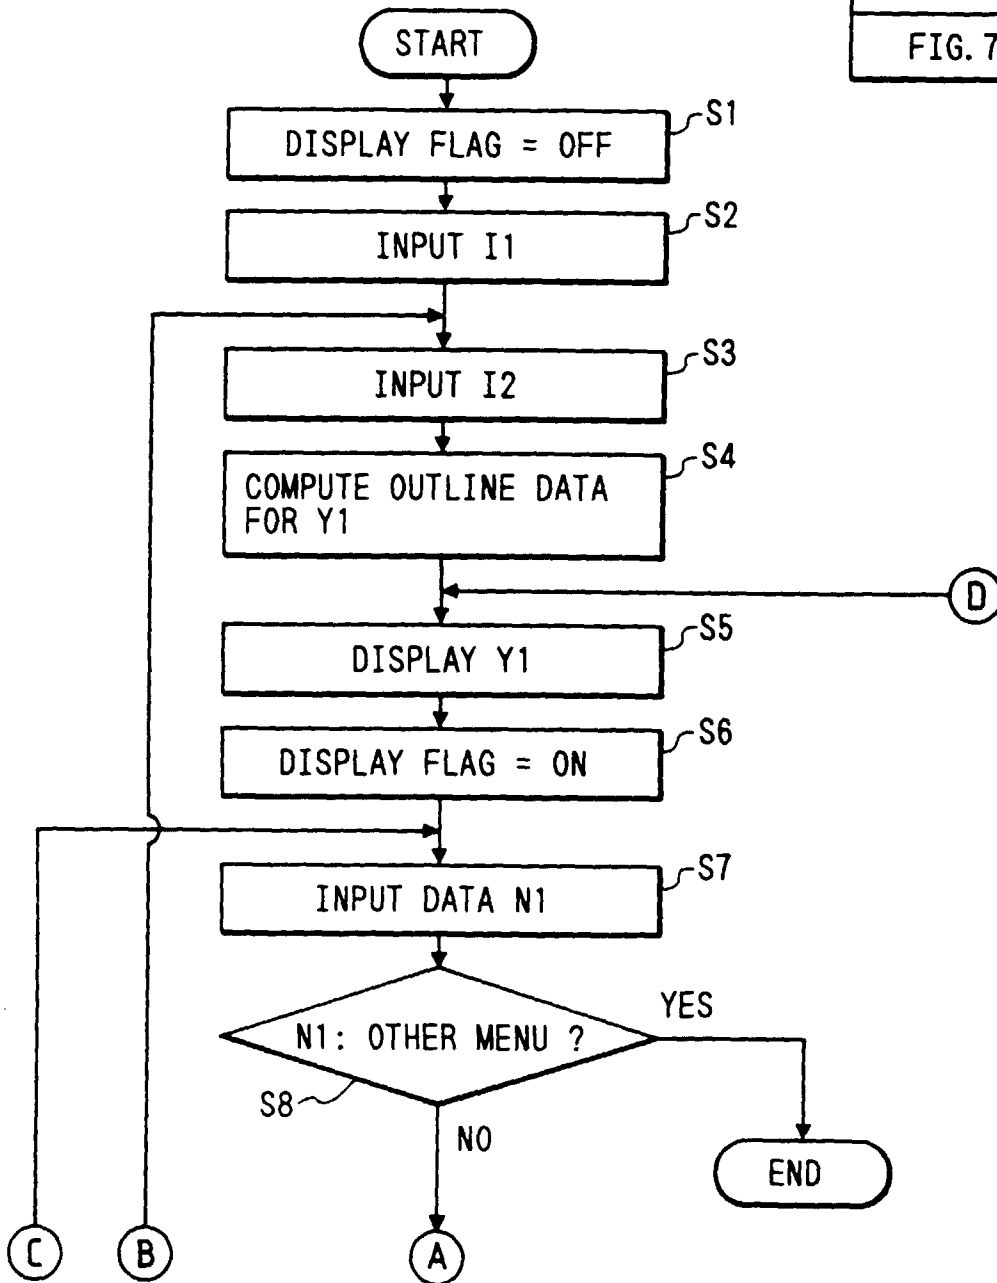 START
FIG. 7
DISPLAY FLAG = OFF
S1
INPUT I1
S2
INPUT I2
S3
COMPUTE OUTLINE DATA
FOR Y1
S4
D
DISPLAY Y1
S5
DISPLAY FLAG = ON
S6
INPUT DATA N1
S7
N1: OTHER MENU ?
YES
S8
NO
END
C
B
A